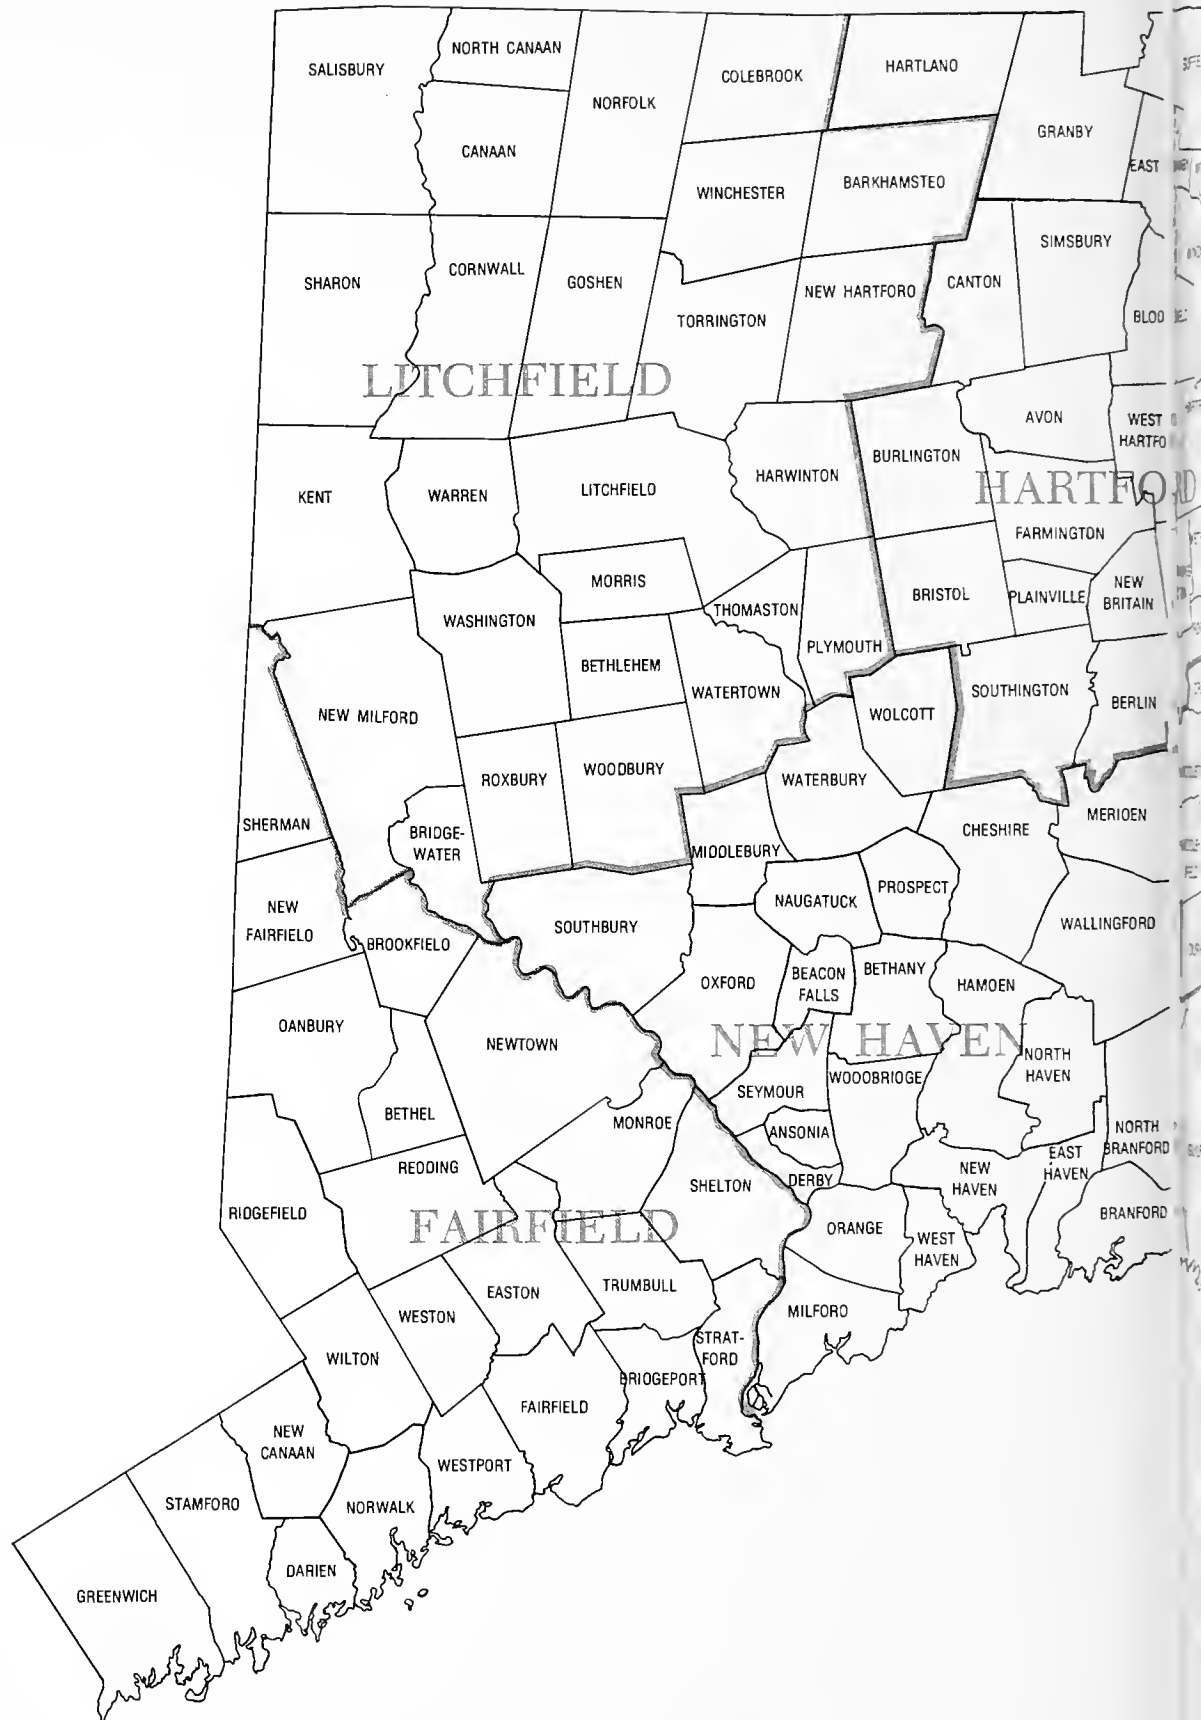 SALISBURY
NORTH CANAAN
COLEBROOK
HARTLANO
NORFOLK
CANAAN
GRANBY
EAST
WINCHESTER
BARKHAMSTEO
SHARON
CORNWALL
GOSHEN
TORRINGTON
NEW HARTFORO
CANTON
SIMSBURY
BLOO
LITCHFIELD
AVON
WEST
HARTFO
KENT
WARREN
LITCHFIELO
HARWINTON
BURLINGTON
HARTFORD
FARMINGTON
MORRIS
WASHINGTON
THOMASTON
BRISTOL
PLAINVILLE
NEW
BRITAIN
BETHLEHEM
PLYMOUTH
WATERTOWN
NEW MILFORD
WOLCOTT
SOUTHINGTON
BERLIN
ROXBURY
WOODBURY
WATERBURY
SHERMAN
BRIDGE-
WATER
MIDDLEBURY
CHESHIRE
MERIOEN
NEW
FAIRFIELO
BROOKFIELO
SOUTHBURY
NAUGATUCK
PROSPECT
WALLINGFORD
OANBURY
NEWTOWN
OXFORD
BEACON
FALLS
BETHANY
HAMOEN
NEW HAVEN
NORTH
HAVEN
BETHEL
SEYMOUR
WOOOBRIOGE
MONROE
ANSONIA
NORTH
BRANFORD
REDDING
SHELTON
DERBY
NEW
HAVEN
EAST
HAVEN
RIDGEFIELD
FAIRFIELD
ORANGE
WEST
HAVEN
BRANFORD
EASTON
TRUMBULL
WESTON
MILFORO
WILTON
STRAT-
FORD
BRIOGEPORT
FAIRFIELD
NEW
CANAAN
WESTPORT
STAMFORO
NORWALK
DARIEN
GREENWICH